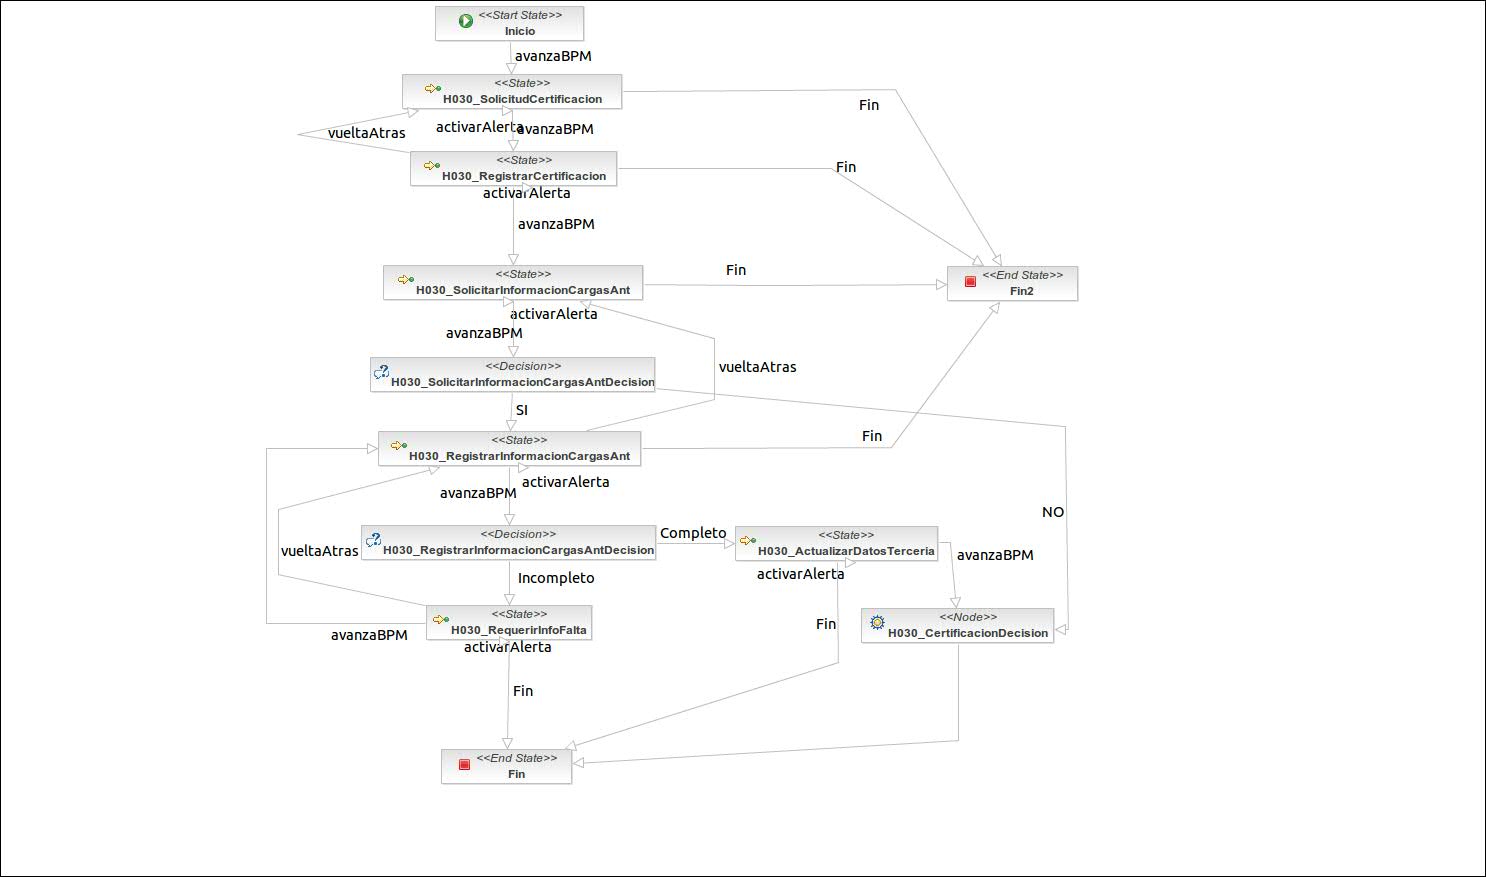 <<Start State>>
Inicio
avanzaBPM
<<State>>
H030_SolicitudCertificacion
Fin
activarAlerta
avanzaBPM
vueltaAtras
<<State>>
H030_RegistrarCertificacion
Fin
activarAlerta
avanzaBPM
<<State>>
H030_SolicitarInformacionCargasAnt
Fin
<<End State>>
Fin2
activarAlerta
avanzaBPM
<<Decision>>
H030_SolicitarInformacionCargasAntDecision
vueltaAtras
SI
<<State>>
H030_RegistrarInformacionCargasAnt
Fin
activarAlerta
avanzaBPM
NO
<<Decision>>
H030_RegistrarInformacionCargasAntDecision
Completo
<<State>>
H030_ActualizarDatosTerceria
vueltaAtras
avanzaBPM
Incompleto
activarAlerta
<<State>>
H030_RequerirInfoFalta
Fin
<<Node>>
H030_CertificacionDecision
avanzaBPM
activarAlerta
Fin
<<End State>>
Fin